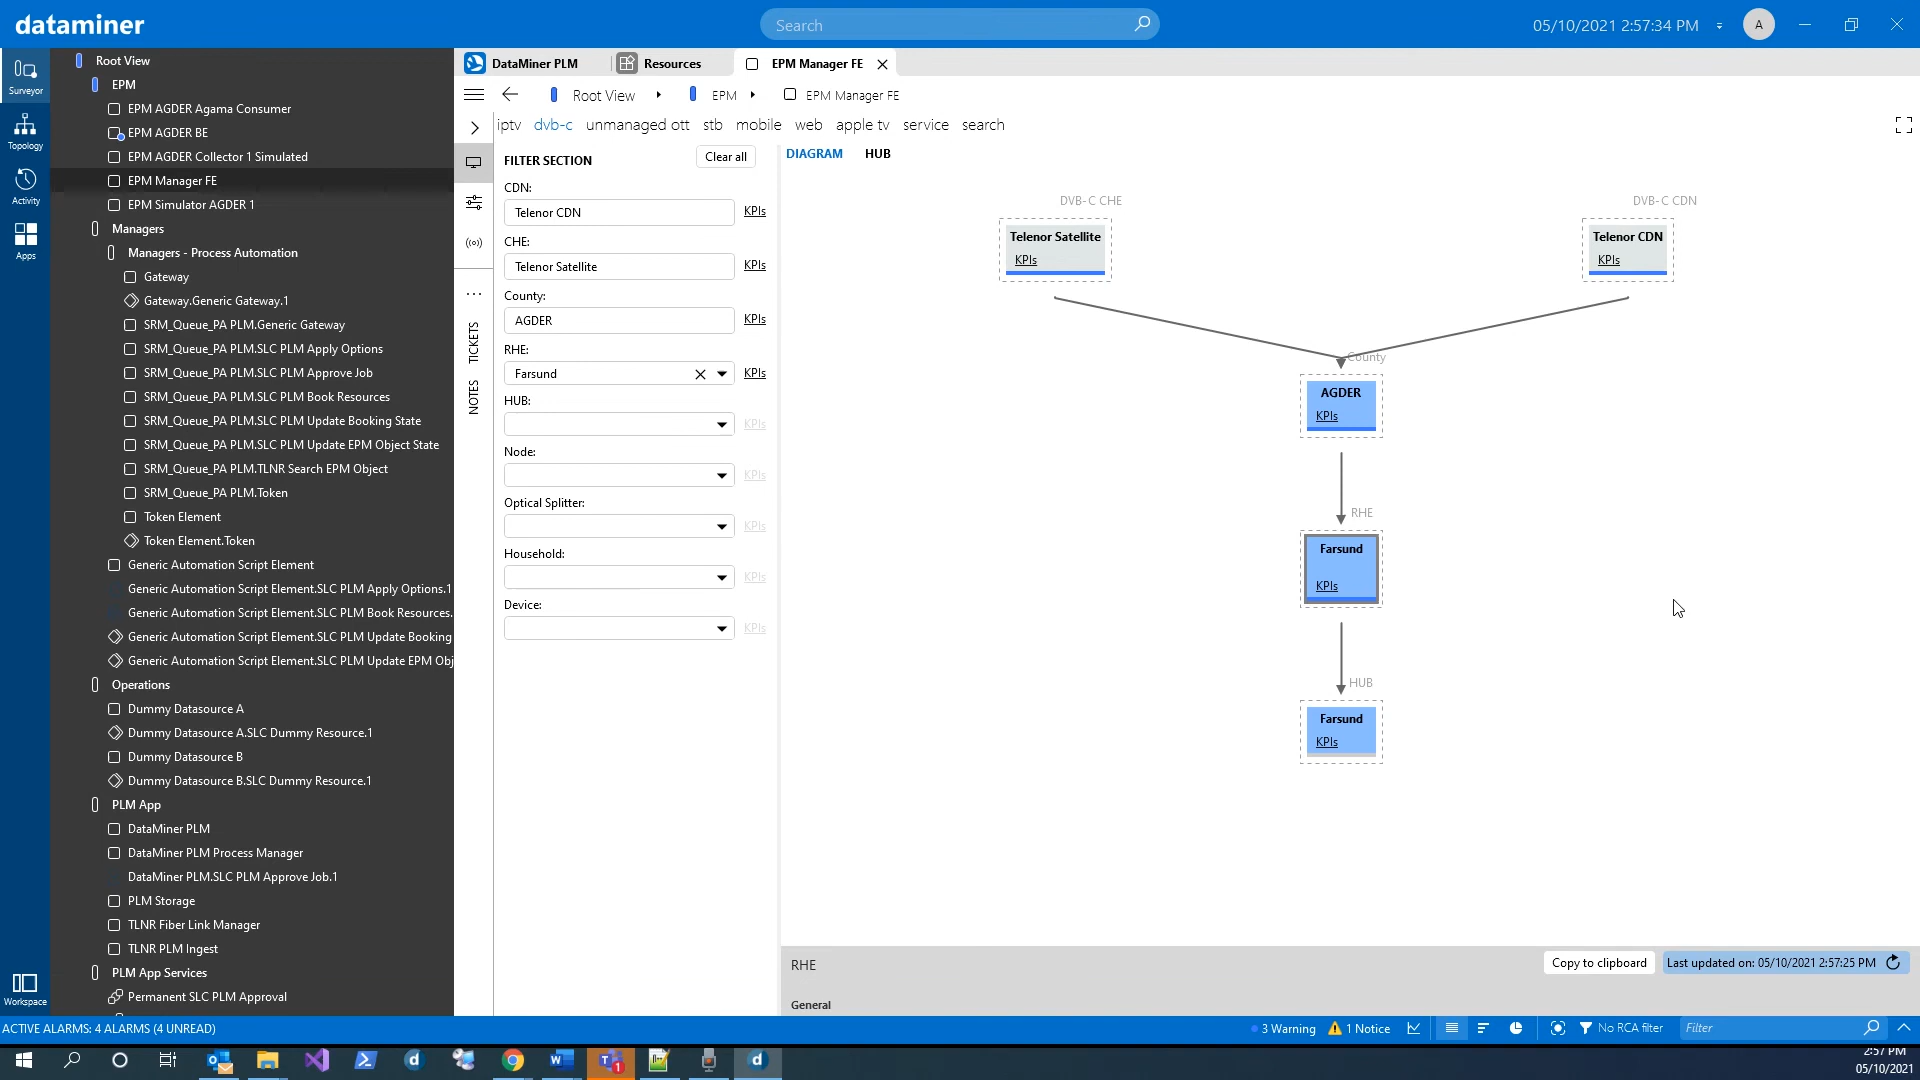 dataminer
Search
05/10/2021 2:57:34 PM
A
Surveyor
Topology
Activity
Apps
Workspace
Root View
EPM
EPM AGDER Agama Consumer
EPM AGDER BE
EPM AGDER Collector 1 Simulated
EPM Manager FE
EPM Simulator AGDER 1
Managers
Managers - Process Automation
Gateway
Gateway.Generic Gateway.1
SRM_Queue_PA PLM.Generic Gateway
SRM_Queue_PA PLM.SLC PLM Apply Options
SRM_Queue_PA PLM.SLC PLM Approve Job
SRM_Queue_PA PLM.SLC PLM Book Resources
SRM_Queue_PA PLM.SLC PLM Update Booking State
SRM_Queue_PA PLM.SLC PLM Update EPM Object State
SRM_Queue_PA PLM.TLNR Search EPM Object
SRM_Queue_PA PLM.Token
Token Element
Token Element.Token
Generic Automation Script Element
Generic Automation Script Element.SLC PLM Apply Options.1
Generic Automation Script Element.SLC PLM Book Resources.
Generic Automation Script Element.SLC PLM Update Booking
Generic Automation Script Element.SLC PLM Update EPM Obj
Operations
Dummy Datasource A
Dummy Datasource A.SLC Dummy Resource.1
Dummy Datasource B
Dummy Datasource B.SLC Dummy Resource.1
PLM App
DataMiner PLM
DataMiner PLM Process Manager
DataMiner PLM.SLC PLM Approve Job.1
PLM Storage
TLNR Fiber Link Manager
TLNR PLM Ingest
PLM App Services
Permanent SLC PLM Approval
DataMiner PLM
Resources
EPM Manager FE
Root View
EPM
EPM Manager FE
iptv dvb-c unmanaged ott stb mobile web apple tv service search
TICKETS
NOTES
FILTER SECTION
Clear all
CDN:
Telenor CDN KPIs
CHE:
Telenor Satellite KPIs
County:
AGDER KPIs
RHE:
Farsund KPIs
HUB:
KPIs
Node:
KPIs
Optical Splitter:
KPIs
Household:
KPIs
Device:
KPIs
DIAGRAM HUB
DVB-C CHE
Telenor Satellite
KPIs
DVB-C CDN
Telenor CDN
KPIs
County
AGDER
KPIs
RHE
Farsund
KPIs
HUB
Farsund
KPIs
RHE
Copy to clipboard
Last updated on: 05/10/2021 2:57:25 PM
General
ACTIVE ALARMS: 4 ALARMS (4 UNREAD)
3 Warning
1 Notice
No RCA filter
Filter
1
2:57 PM
05/10/2021